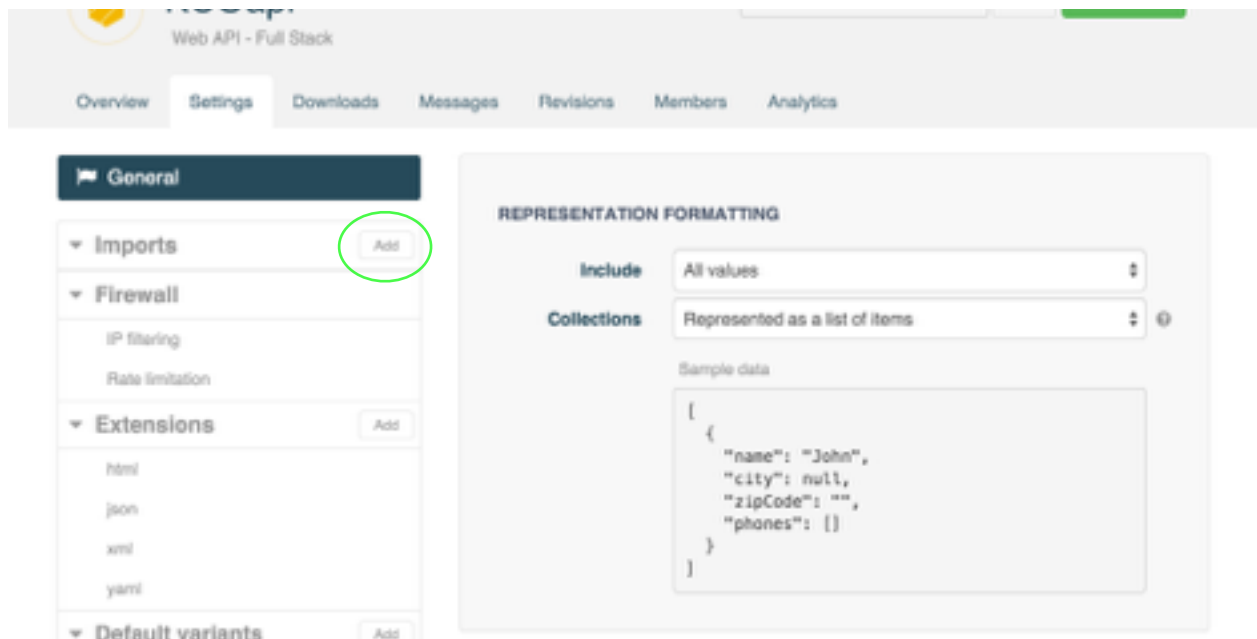 Web API - Full Stack
Overview Settings Downloads Messages Revisions Members Analytics
General
Imports Add
Firewall
IP filtering
Rate limitation
Extensions Add
html
json
xml
yaml
Default variants Add
REPRESENTATION FORMATTING
Include All values
Collections Represented as a list of items
Sample data
[
{
"name": "John",
"city": null,
"zipCode": "",
"phones": []
}
]